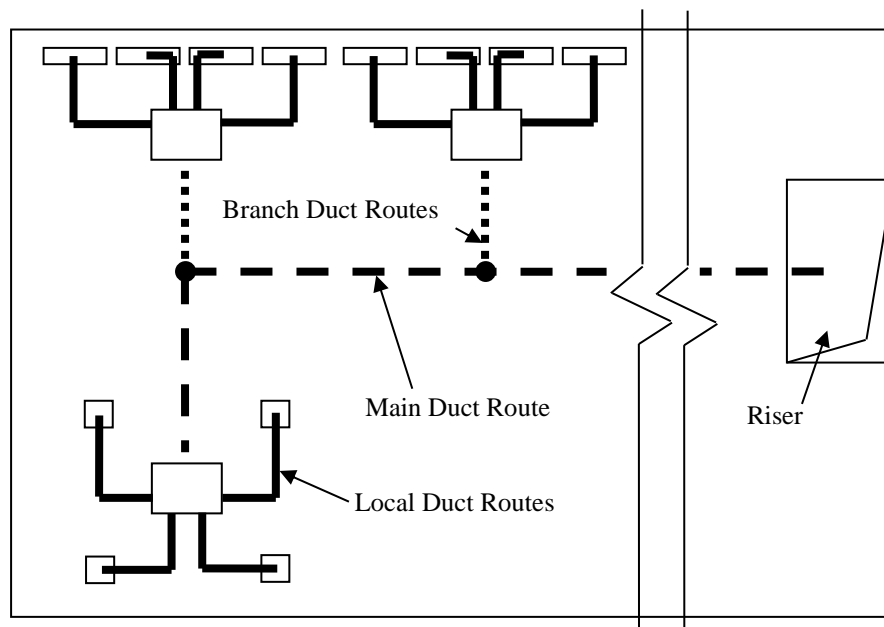 Branch Duct Routes
Main Duct Route
Riser
Local Duct Routes